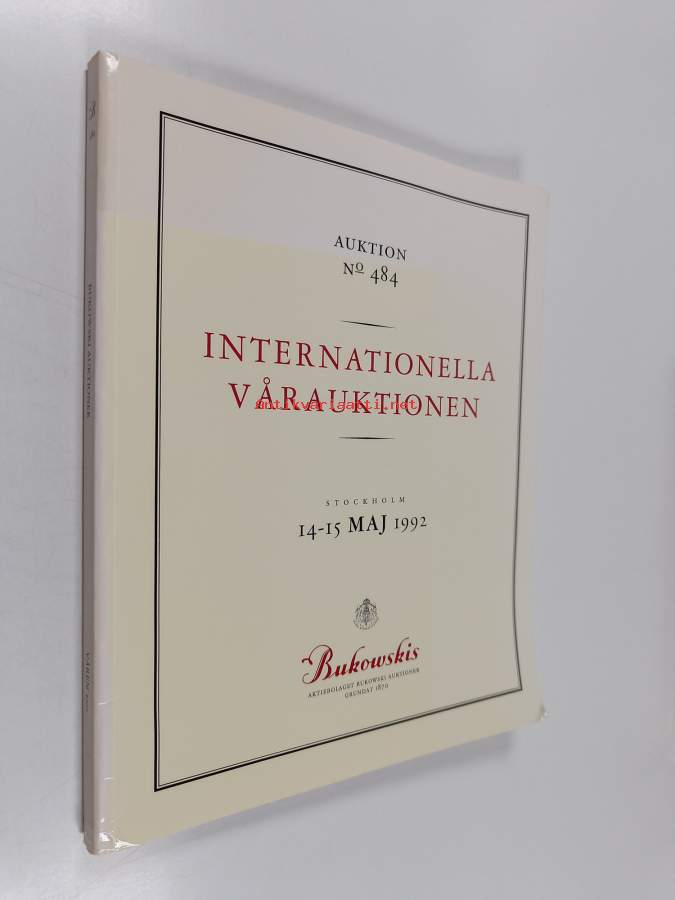 AUKTION
Nº 484
INTERNATIONELLA
VÅRAUKTIONEN
antikvariaatti.net
STOCKHOLM
14-15 MAJ 1992
Bukowskis
AKTIEBOLAGET BUKOWSKI AUKTIONER
GRUNDAT 1870
B
BUKOWSKI AUKTIONER
VÅREN